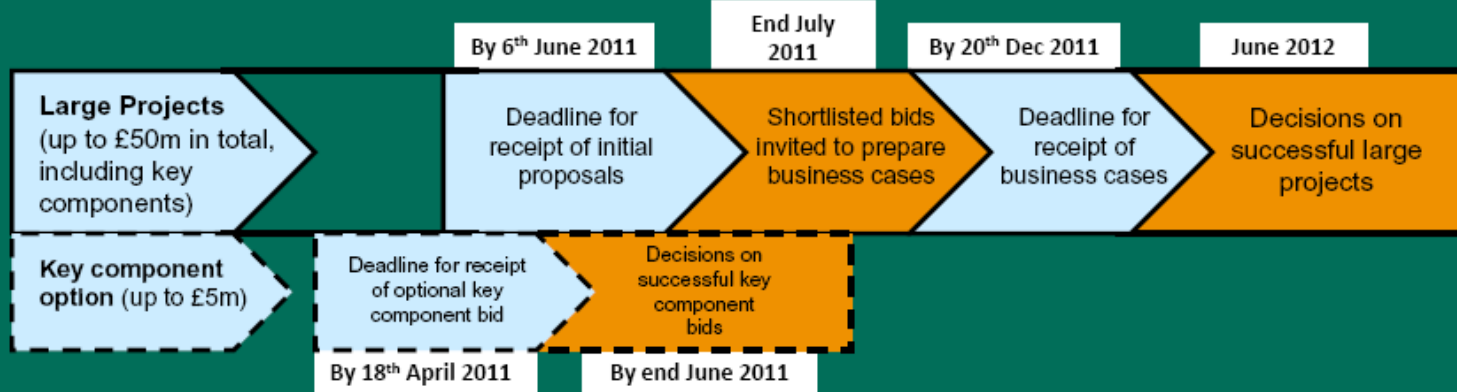 By 6th June 2011
End July
2011
By 20th Dec 2011
June 2012
Large Projects
(up to £50m in total,
including key
components)
Deadline for
receipt of initial
proposals
Shortlisted bids
invited to prepare
business cases
Deadline for
receipt of
business cases
Decisions on
successful large
projects
Key component
option (up to £5m)
Deadline for receipt
of optional key
component bid
Decisions on
successful key
component
bids
By 18th April 2011
By end June 2011